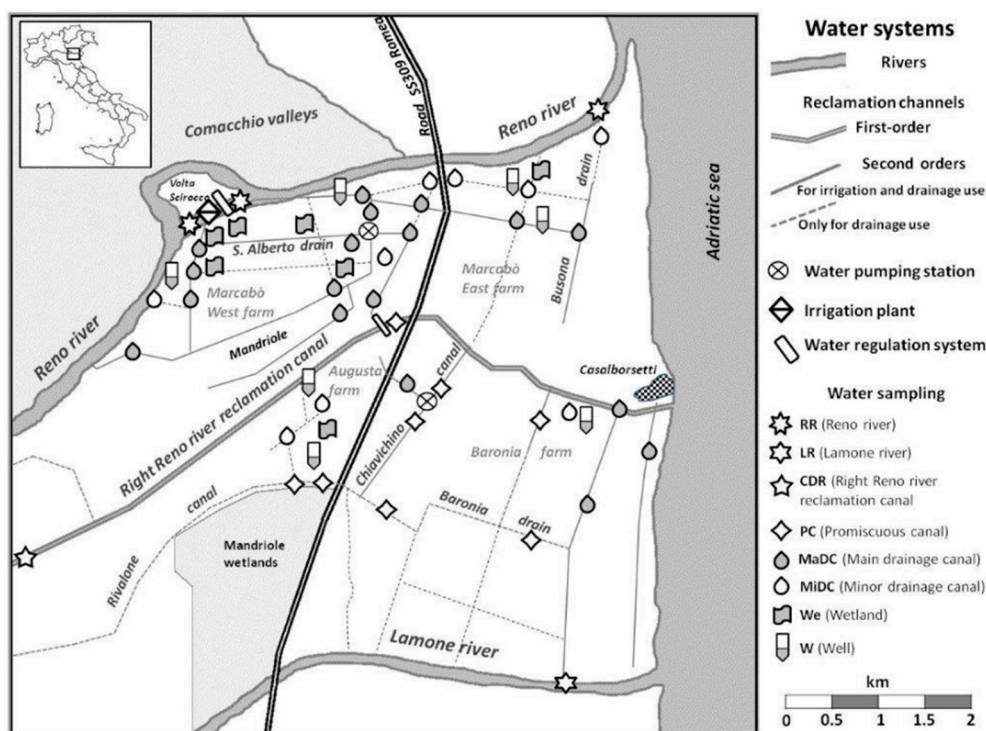 Comacchio valleys
Road SS309 Romea
Reno river
drain
Adriatic sea
Volta
Scirocco
S. Alberto drain
Marcabò
West farm
Marcabò
East farm
Busona
Reno river
Mandriole
Right Reno river reclamation canal
Augusta
farm
canal
Chiavichino
Casalborsetti
Baronia farm
canal
Rivalone
Mandriole
wetlands
Baronia
drain
Lamone river
Water systems
Rivers
Reclamation channels
First-order
Second orders
For irrigation and drainage use
Only for drainage use
Water pumping station
Irrigation plant
Water regulation system
Water sampling
RR (Reno river)
LR (Lamone river)
CDR (Right Reno river
reclamation canal
PC (Promiscuous canal)
MaDC (Main drainage canal)
MiDC (Minor drainage canal)
We (Wetland)
W (Well)
km
0 0.5 1 1.5 2